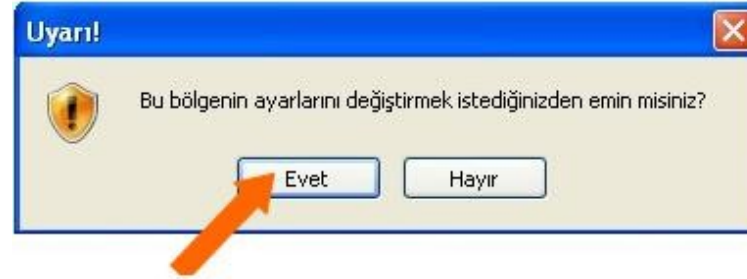 Uyarı!
Bu bölgenin ayarlarını değiştirmek istediğinizden emin misiniz?
Evet Hayır